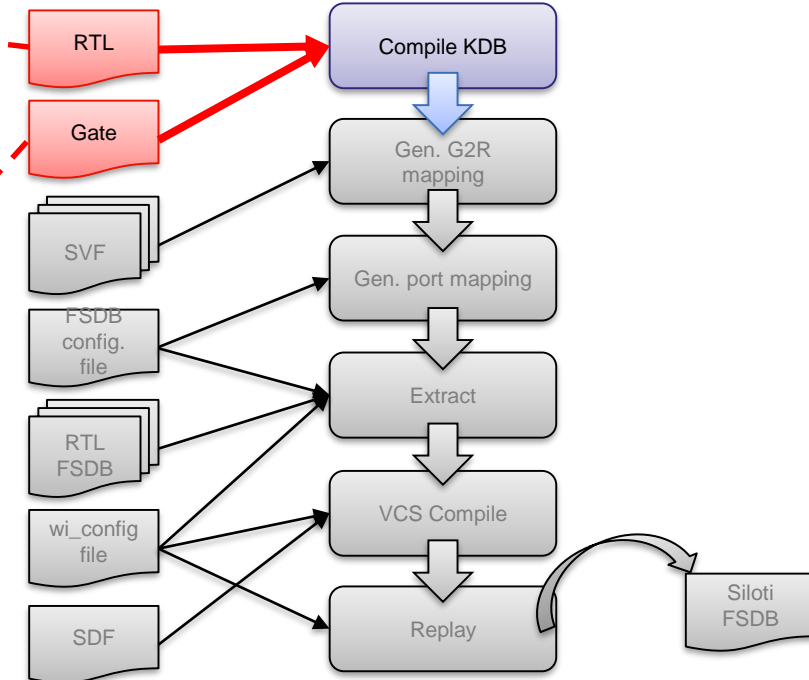 RTL
Compile KDB
Gate
Gen. G2R
mapping
SVF
Gen. port mapping
FSDB
config.
file
Extract
RTL
FSDB
VCS Compile
wi_config
file
Siloti
FSDB
SDF
Replay